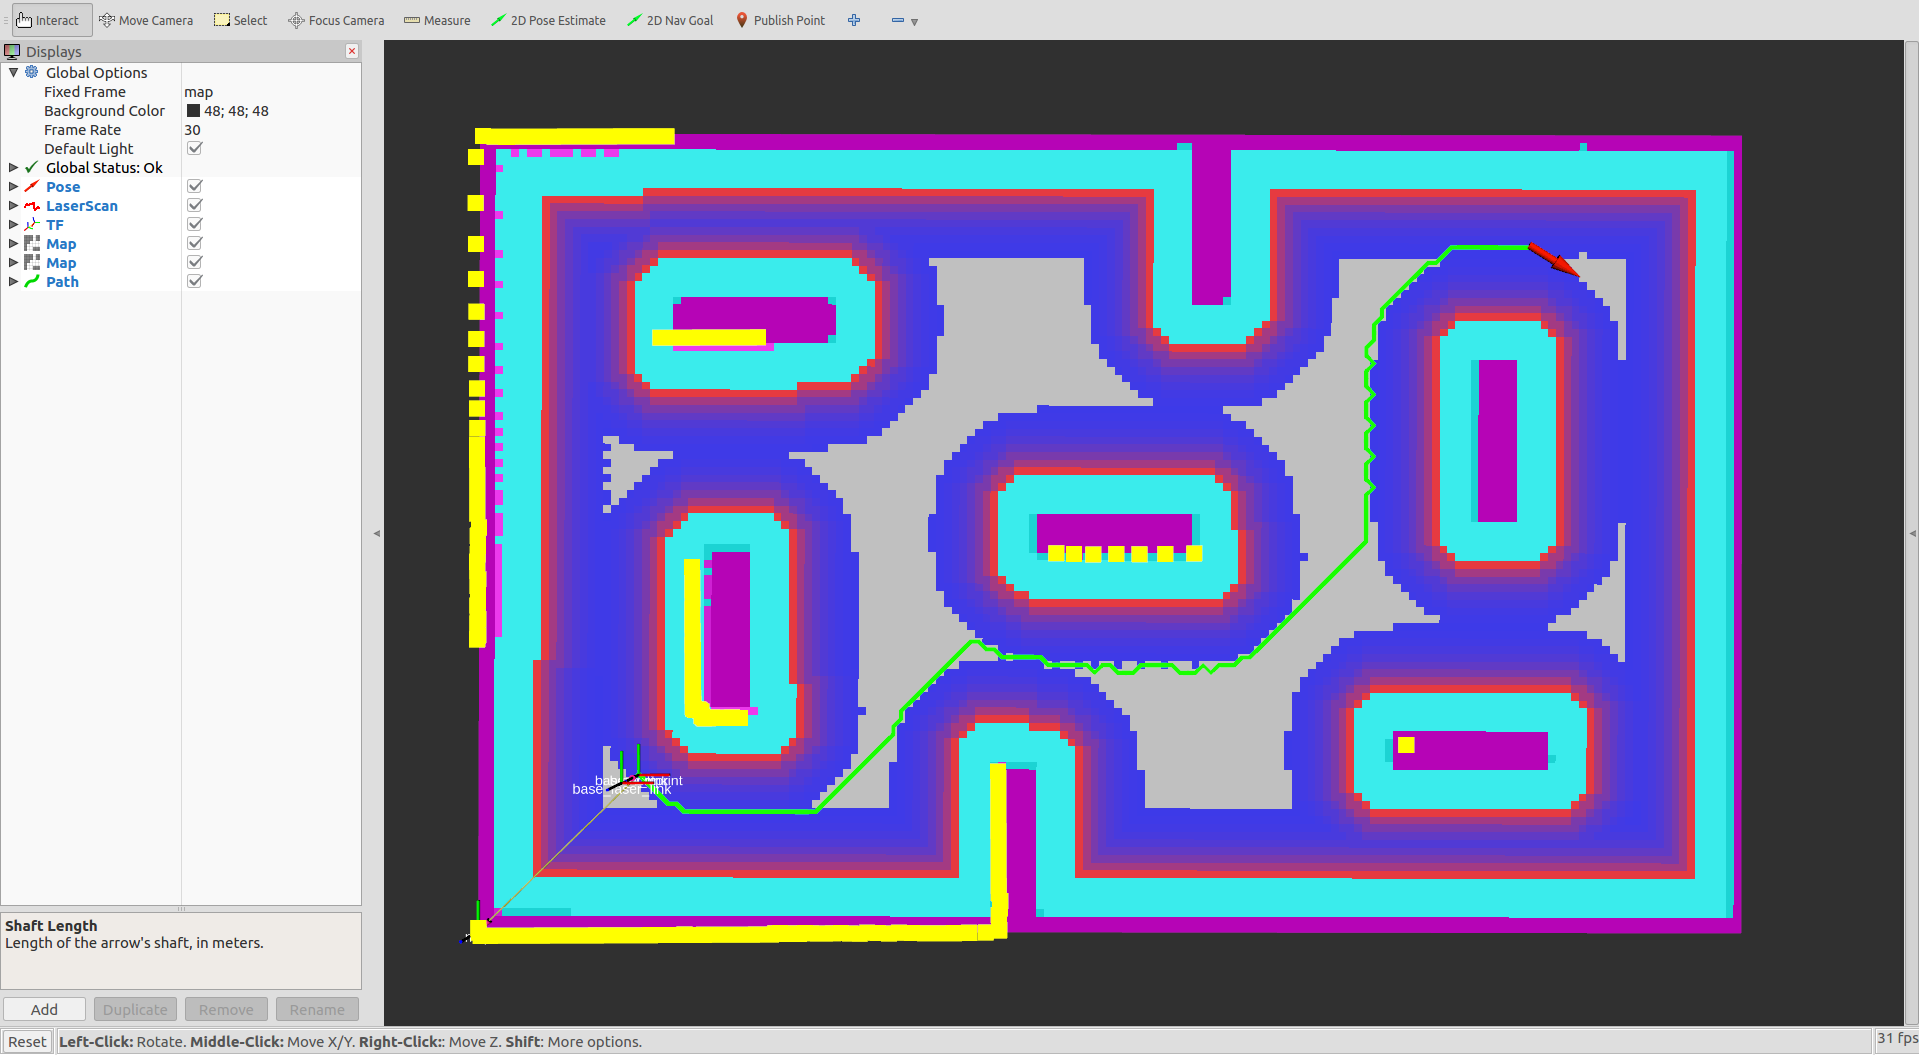 Interact Move Camera Select Focus Camera Measure 2D Pose Estimate 2D Nav Goal Publish Point
Displays
Global Options
Fixed Frame map
Background Color 48; 48; 48
Frame Rate 30
Default Light
Global Status: Ok
Pose
LaserScan
TF
Map
Map
Path
base_laser_link
Shaft Length
Length of the arrow's shaft, in meters.
Add Duplicate Remove Rename
Reset Left-Click: Rotate. Middle-Click: Move X/Y. Right-Click:: Move Z. Shift: More options. 31 fps